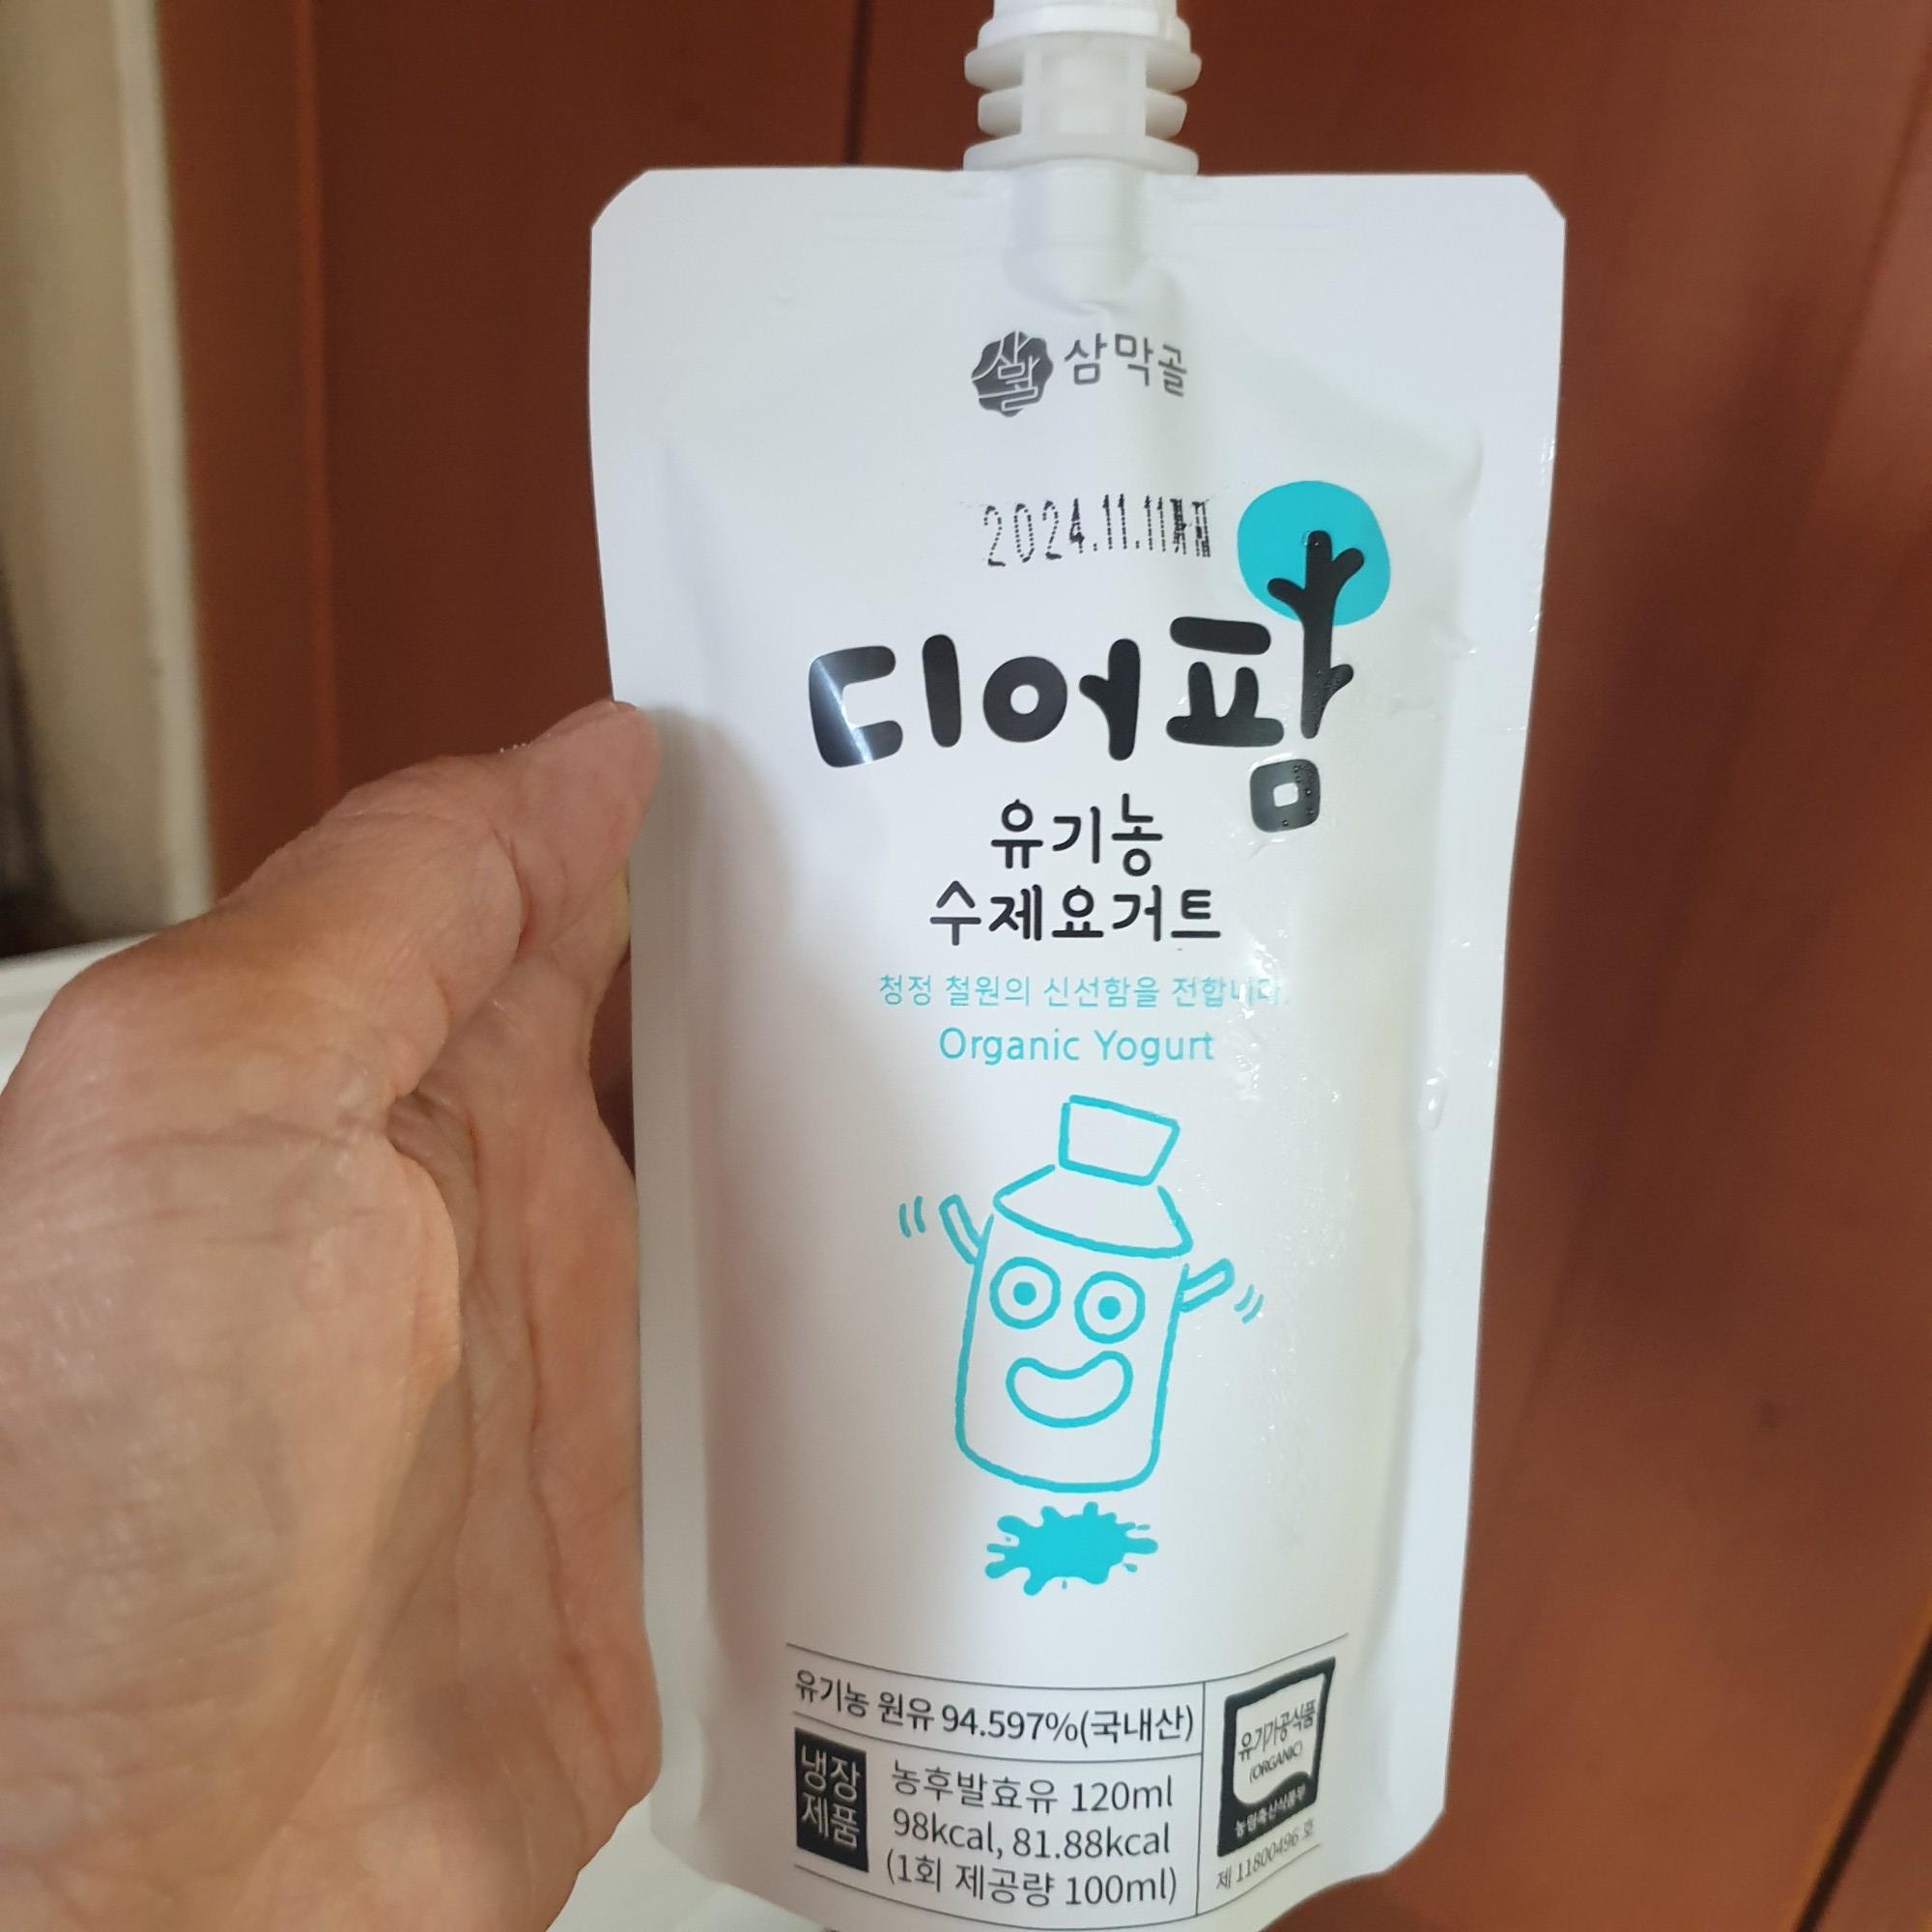 삼막골
2024.11.11
디어팜
유기농
수제요거트
청정 철원의 신선함을 전합니다.
Organic Yogurt
유기농 원유 94.597%(국내산)
냉장
제품
농후발효유 120ml
98kcal, 81.88kcal
(1회 제공량 100ml)
유기가공식품
(ORGANIC)
농림축산식품부
제 11800496 호